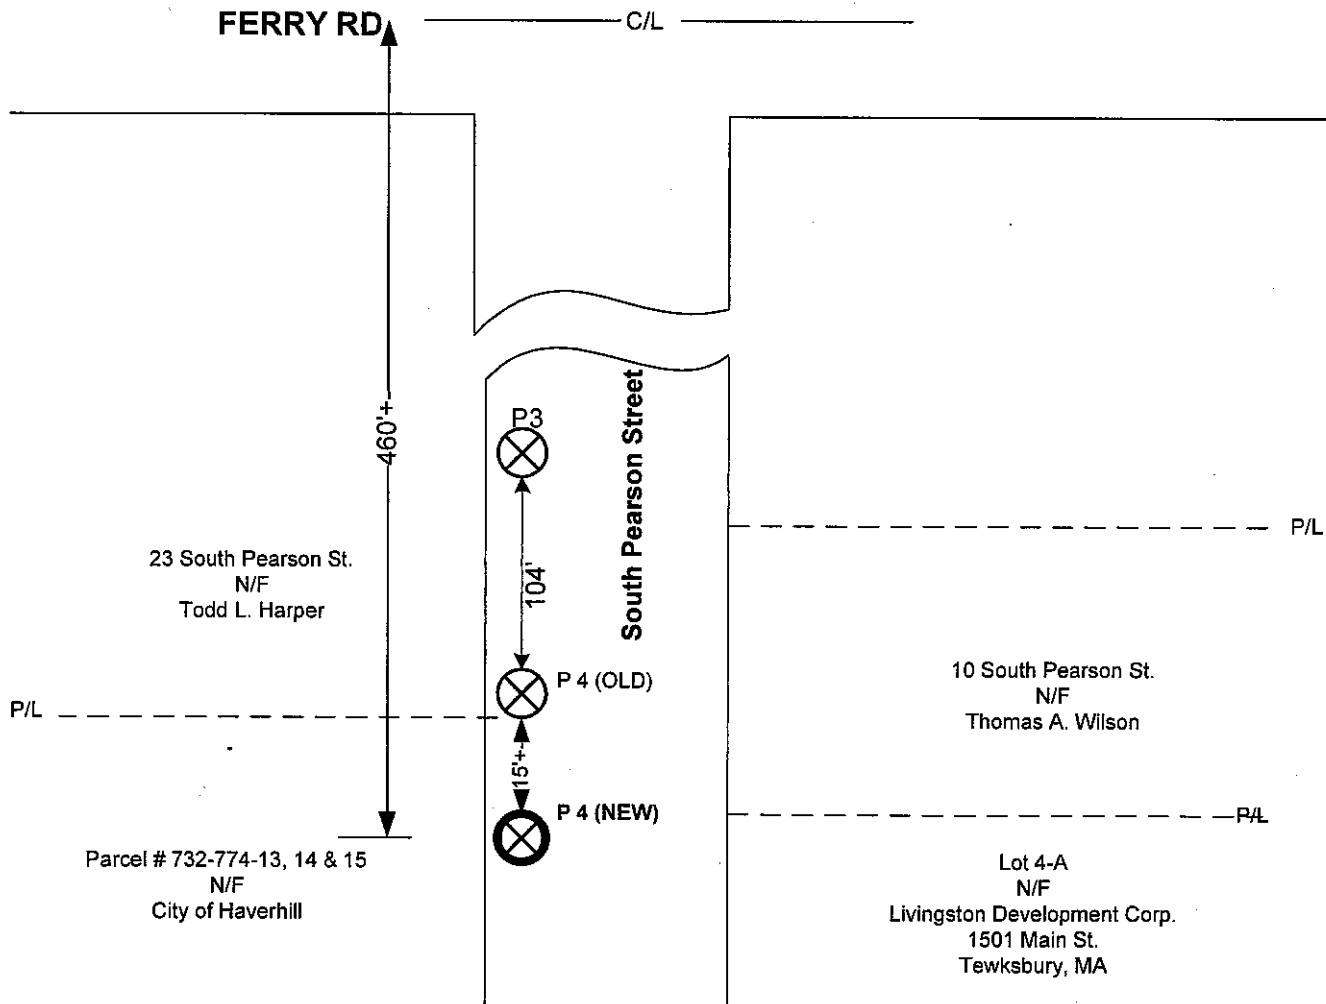 FERRY RD
C/L
460'+
P3
South Pearson Street
104'
P/L
23 South Pearson St.
N/F
Todd L. Harper
P 4 (OLD)
10 South Pearson St.
N/F
Thomas A. Wilson
P/L
15'+
P 4 (NEW)
P/L
Parcel # 732-774-13, 14 & 15
N/F
City of Haverhill
Lot 4-A
N/F
Livingston Development Corp.
1501 Main St.
Tewksbury, MA